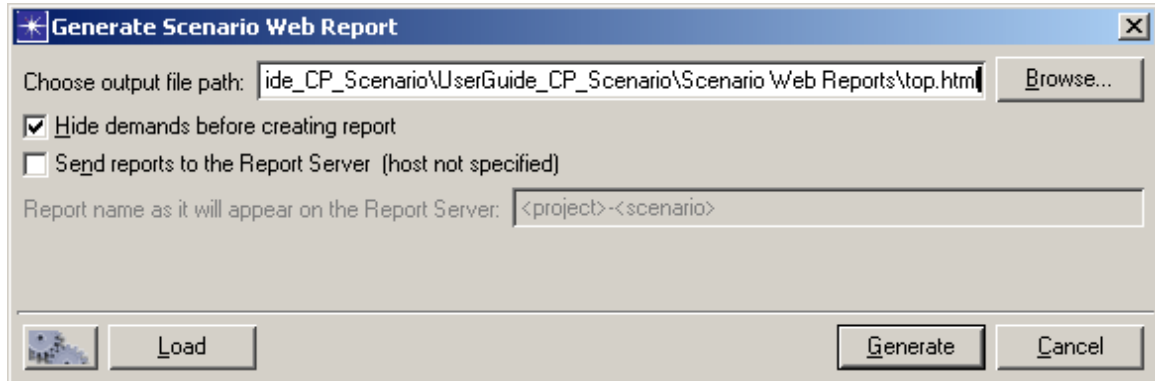 Generate Scenario Web Report
Choose output file path: ide_CP_Scenario\UserGuide_CP_Scenario\Scenario Web Reports\top.html Browse...
Hide demands before creating report
Send reports to the Report Server (host not specified)
Report name as it will appear on the Report Server: <project>-<scenario>
Load Generate Cancel